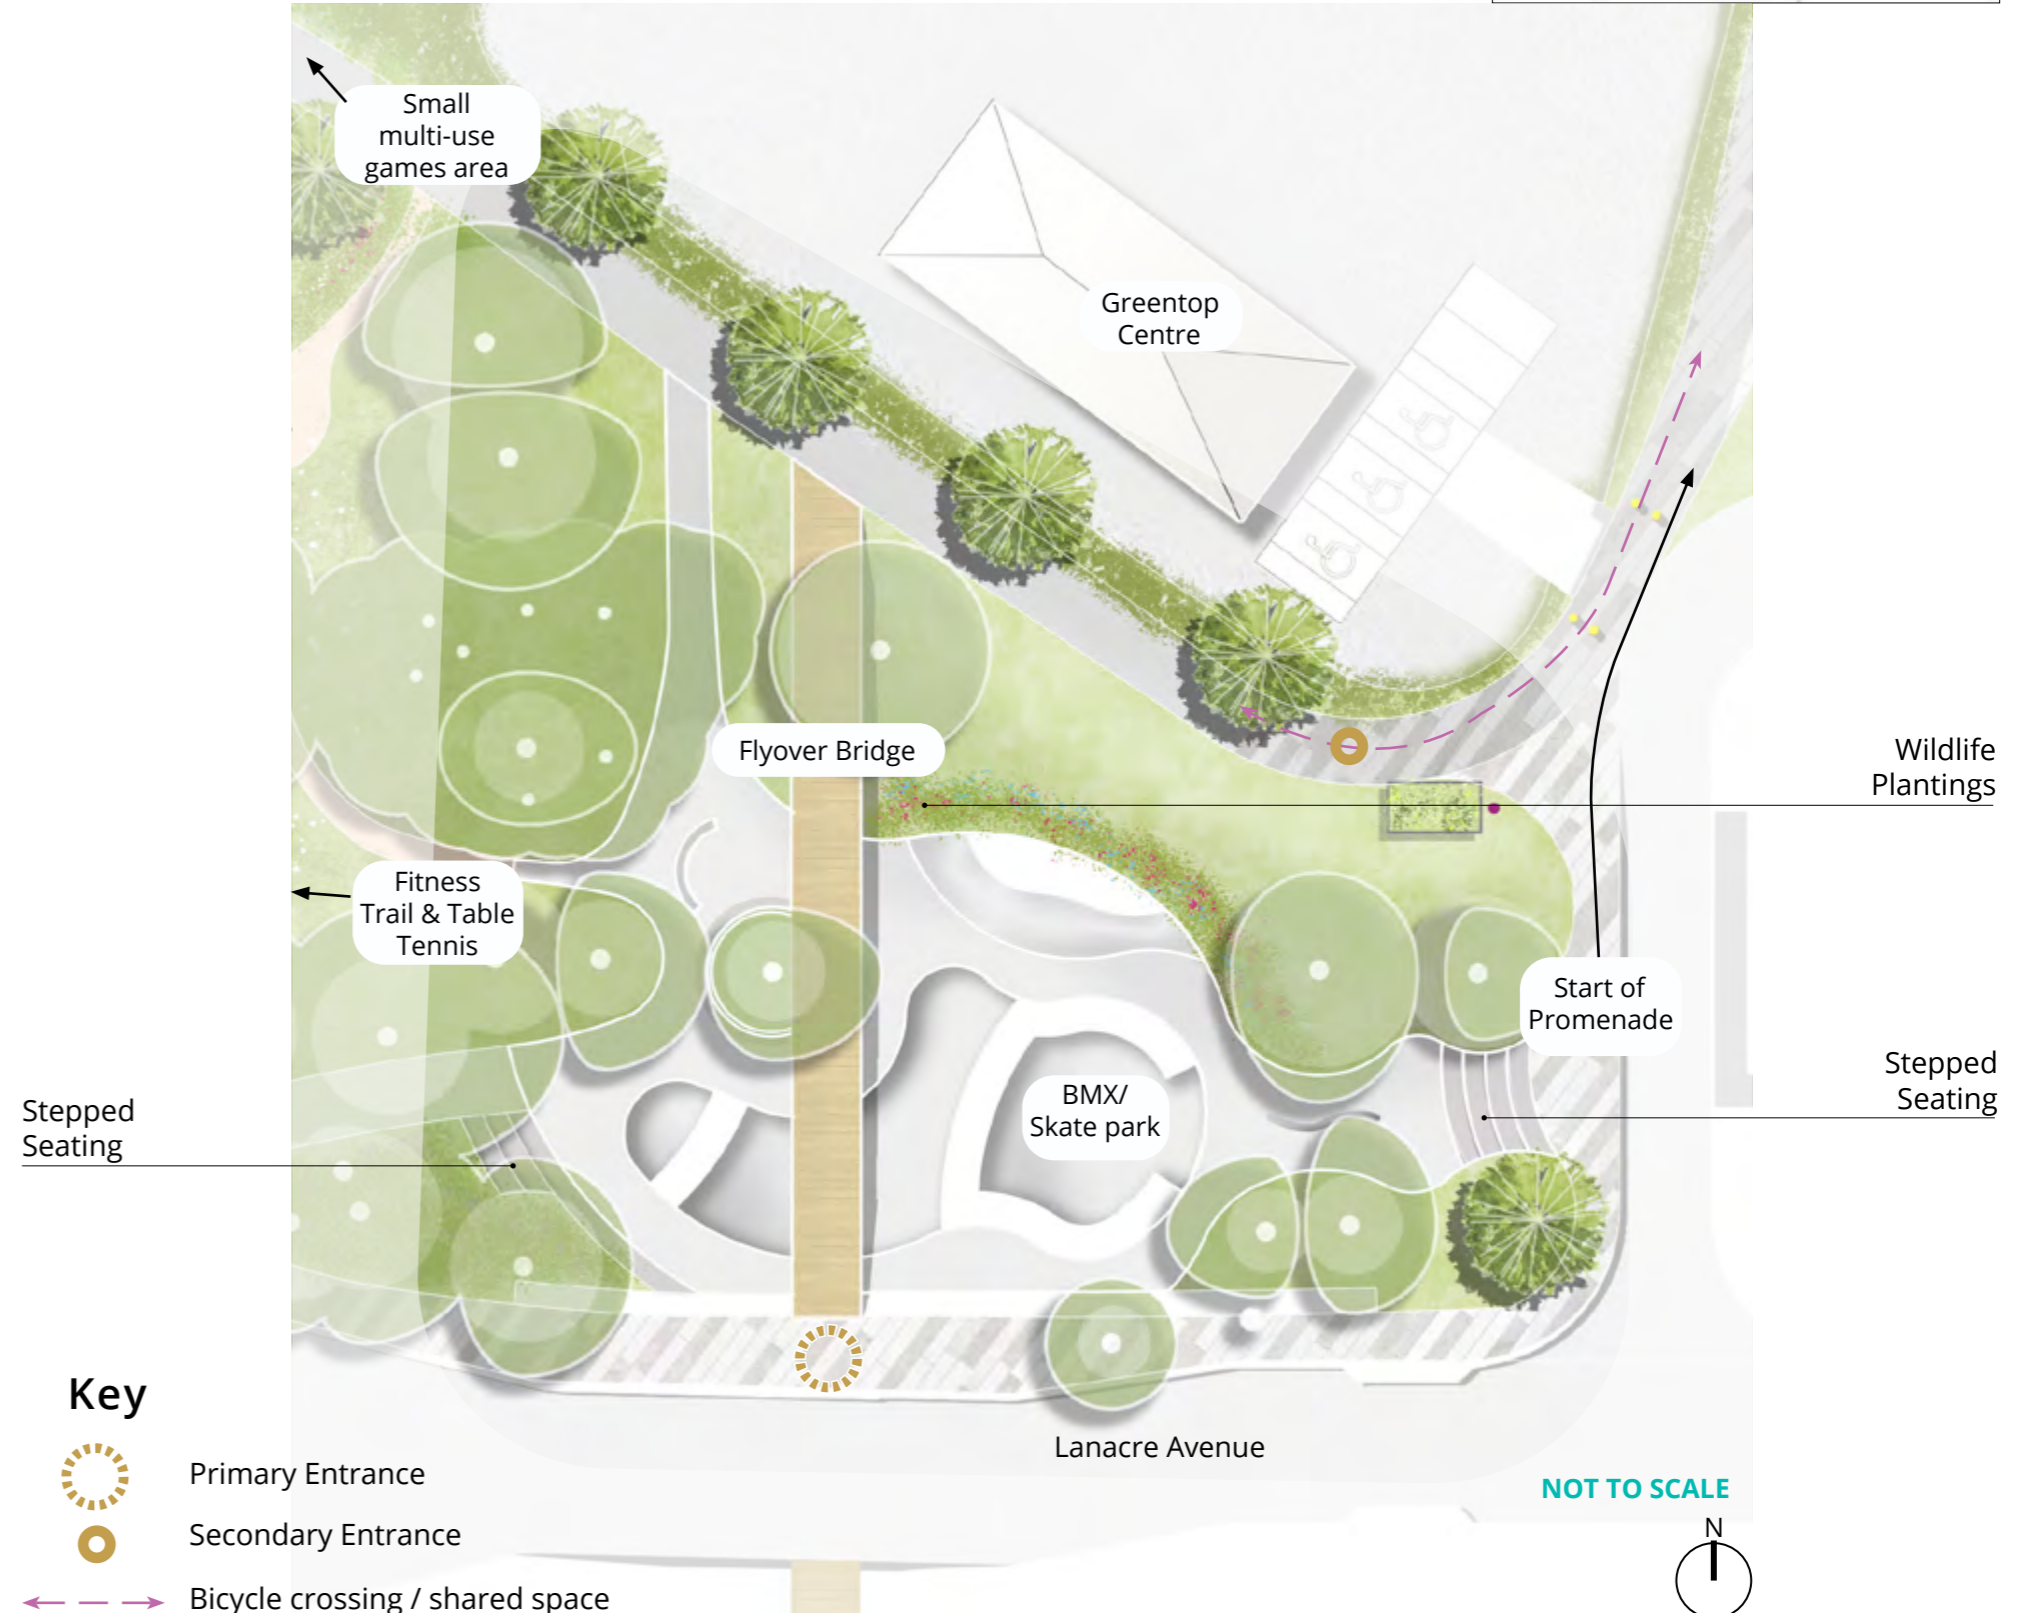 Small
multi-use
games area
Greentop
Centre
Flyover Bridge
Wildlife
Plantings
Fitness
Trail & Table
Tennis
Start of
Promenade
Stepped
Seating
BMX/
Skate park
Stepped
Seating
Lanacre Avenue
Key
Primary Entrance
Secondary Entrance
Bicycle crossing / shared space
NOT TO SCALE
N